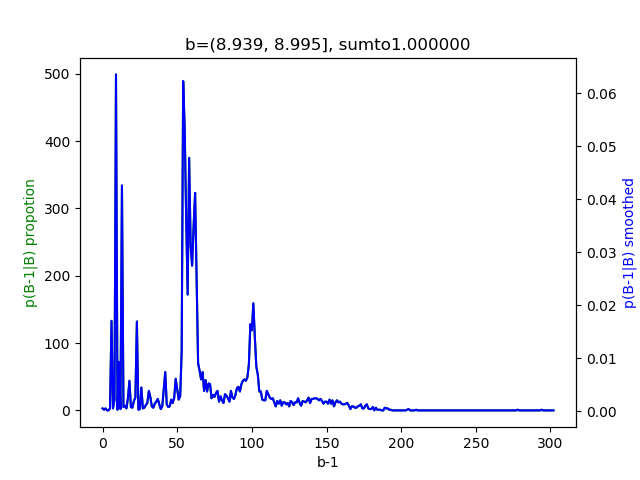 b=(8.939, 8.995], sumto1.000000
500
400
300
200
100
0
p(B-1|B) propotion
0.06
0.05
0.04
0.03
0.02
0.01
0.00
p(B-1|B) smoothed
0 50 100 150 200 250 300
b-1